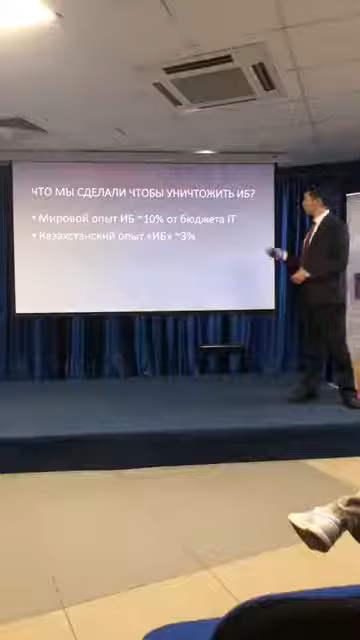 ЧТО МЫ СДЕЛАЛИ ЧТОБЫ УНИЧТОЖИТЬ ИБ?
• Мировой опыт ИБ ~10% от бюджета IT
• Казахстанский опыт «ИБ» ~3%